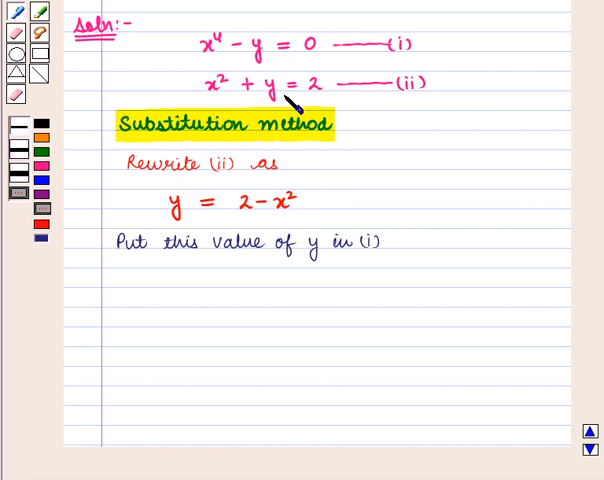 Soln:-
x⁴ - y = 0 ——(i)
x² + y = 2 ——(ii)
Substitution method
Rewrite (ii) as
y = 2 - x²
Put this value of y in (i)